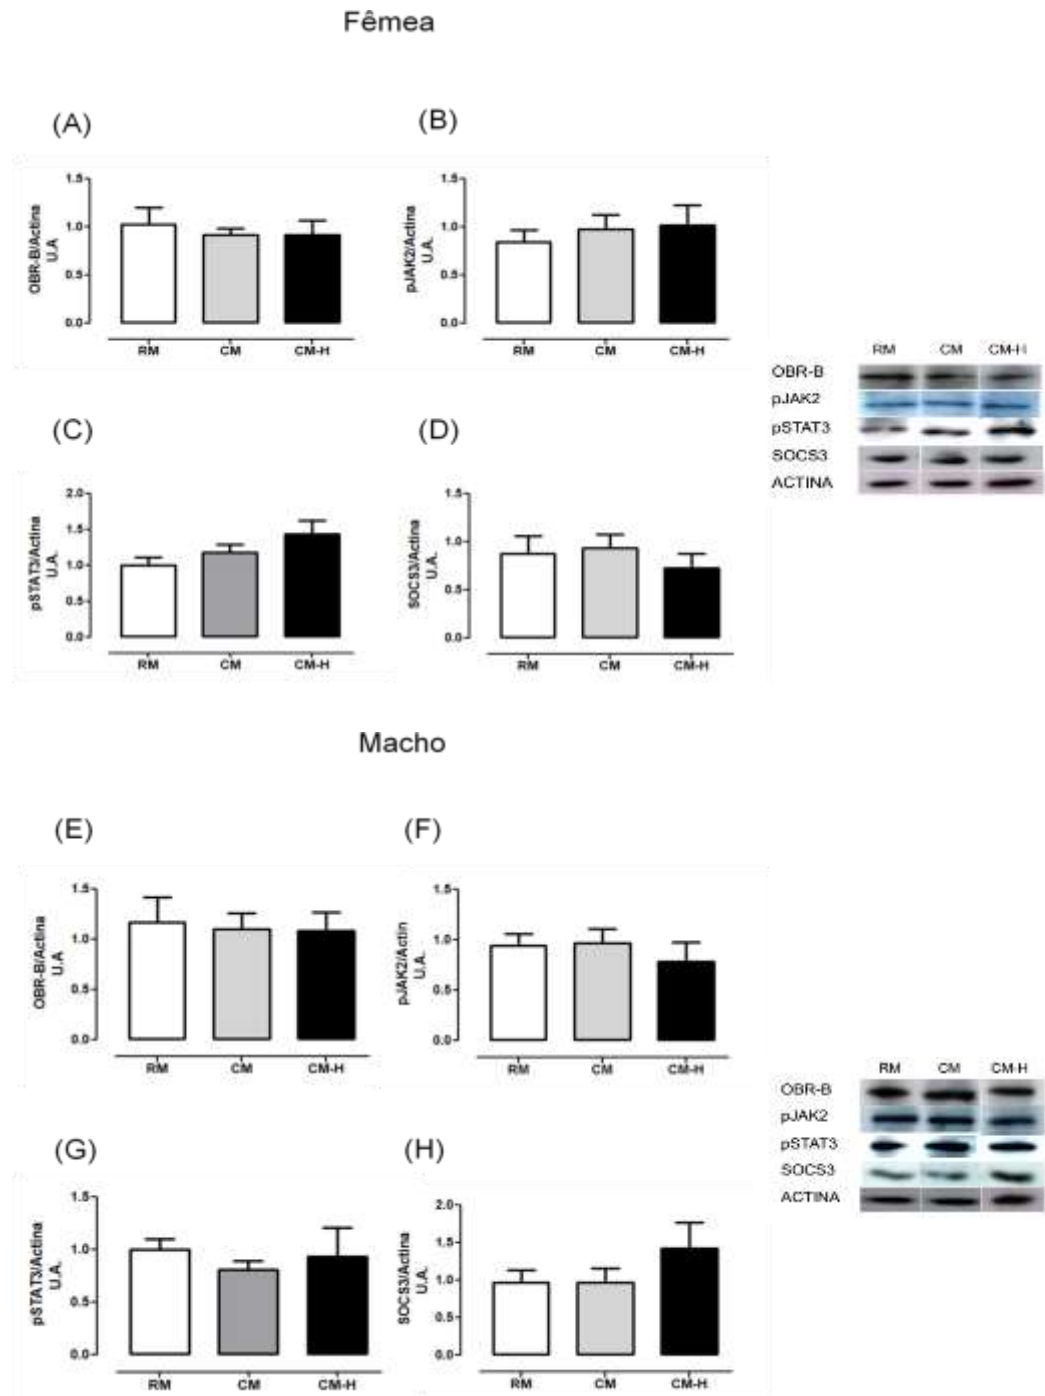 Fêmea
(A)
(B)
OBR-B/Actina
U.A
1.5
1.0
0.5
0.0
RM CM CM-H
pJAK2/Actina
U.A.
1.5
1.0
0.5
0.0
RM CM CM-H
(C)
(D)
pSTAT3/Actina
U.A.
2.0
1.5
1.0
0.5
0.0
RM CM CM-H
SOCS3/Actina
U.A.
1.5
1.0
0.5
0.0
RM CM CM-H
RM CM CM-H
OBR-B
pJAK2
pSTAT3
SOCS3
ACTINA
Macho
(E)
(F)
OBR-B/Actina
U.A
1.5
1.0
0.5
0.0
RM CM CM-H
pJAK2/Actin
U.A.
1.5
1.0
0.5
0.0
RM CM CM-H
(G)
(H)
pSTAT3/Actina
U.A.
1.5
1.0
0.5
0.0
RM CM CM-H
SOCS3/Actina
U.A.
2.0
1.5
1.0
0.5
0.0
RM CM CM-H
RM CM CM-H
OBR-B
pJAK2
pSTAT3
SOCS3
ACTINA